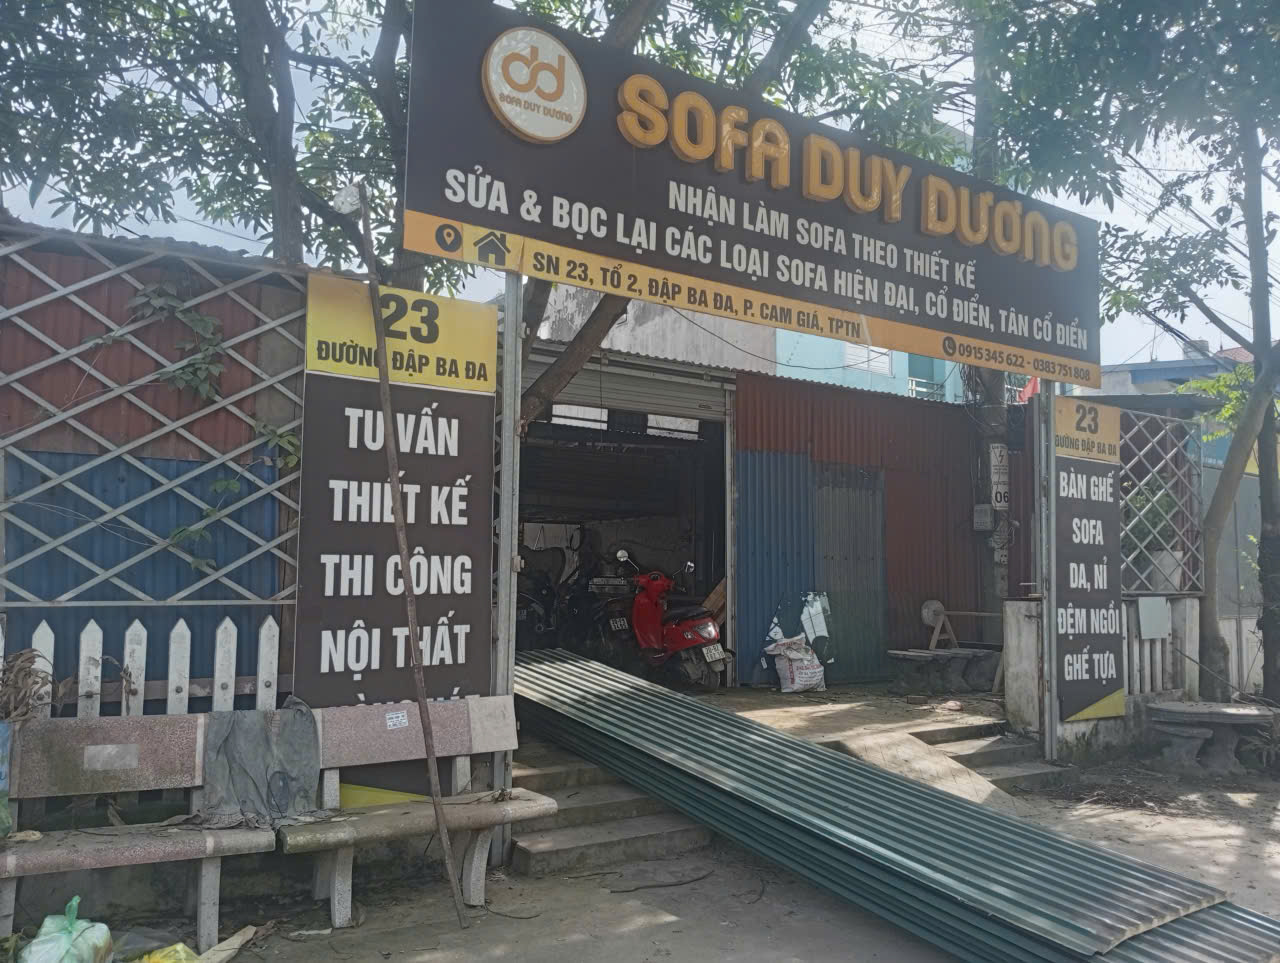 dd
SOFA DUY DƯƠNG
SOFA DUY DƯƠNG
NHẬN LÀM SOFA THEO THIẾT KẾ
SỬA & BỌC LẠI CÁC LOẠI SOFA HIỆN ĐẠI, CỔ ĐIỂN, TÂN CỔ ĐIỂN
SN 23, TỔ 2, ĐẬP BA ĐA, P. CAM GIÁ, TPTN
0915 345 622 - 0383 751 808
23
ĐƯỜNG ĐẬP BA ĐA
TƯ VẤN
THIẾT KẾ
THI CÔNG
NỘI THẤT
23
ĐƯỜNG ĐẬP BA ĐA
BÀN GHẾ
SOFA
DA, NỈ
ĐỆM NGỒI
GHẾ TỰA
06